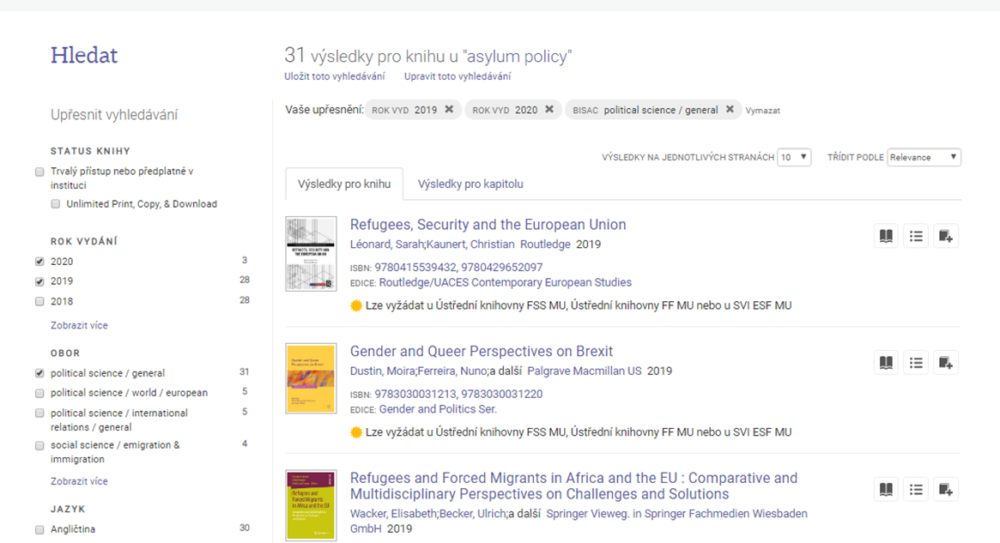 Hledat
Upřesnit vyhledávání
STATUS KNIHY
Trvalý přístup nebo předplatné v
instituci
Unlimited Print, Copy, & Download
ROK VYDÁNÍ
2020 3
2019 28
2018 28
Zobrazit více
OBOR
political science / general 31
political science / world / european 5
political science / international 5
relations / general
social science / emigration & 4
immigration
Zobrazit více
JAZYK
Angličtina 30
31 výsledky pro knihu u "asylum policy"
Uložit toto vyhledávání Upravit toto vyhledávání
Vaše upřesnění: ROK VYD 2019 ✖ ROK VYD 2020 ✖ BISAC political science / general ✖ Vymazat
VÝSLEDKY NA JEDNOTLIVÝCH STRANÁCH 10 ▼ TŘÍDIT PODLE Relevance ▼
Výsledky pro knihu Výsledky pro kapitolu
REFUGEES, SECURITY AND
THE EUROPEAN UNION
Refugees, Security and the European Union
Léonard, Sarah;Kaunert, Christian Routledge 2019
ISBN: 9780415539432, 9780429652097
EDICE: Routledge/UACES Contemporary European Studies
Lze vyžádat u Ústřední knihovny FSS MU, Ústřední knihovny FF MU nebo u SVI ESF MU
Gender and Queer
Perspectives on Brexit
Gender and Queer Perspectives on Brexit
Dustin, Moira;Ferreira, Nuno;a další Palgrave Macmillan US 2019
ISBN: 9783030031213, 9783030031220
EDICE: Gender and Politics Ser.
Lze vyžádat u Ústřední knihovny FSS MU, Ústřední knihovny FF MU nebo u SVI ESF MU
Refugees and
Forced Migrants
in Africa and the EU
Refugees and Forced Migrants in Africa and the EU : Comparative and
Multidisciplinary Perspectives on Challenges and Solutions
Wacker, Elisabeth;Becker, Ulrich;a další Springer Vieweg. in Springer Fachmedien Wiesbaden
GmbH 2019